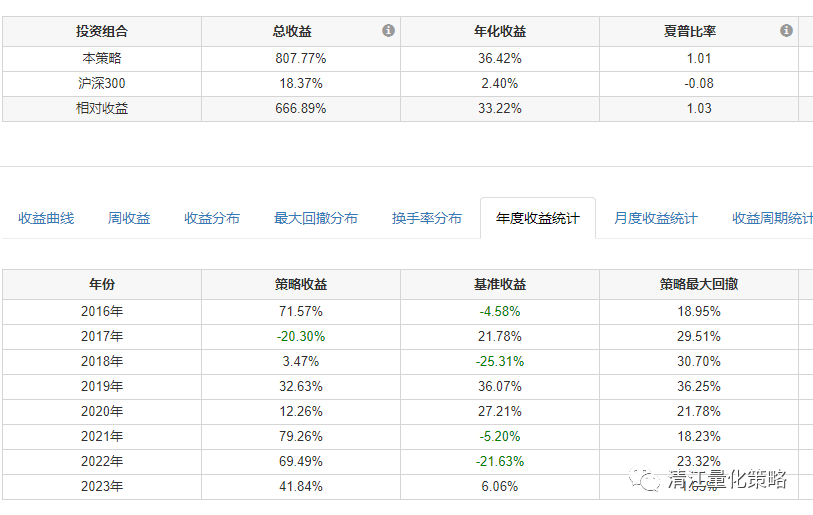 投资组合 总收益 年化收益 夏普比率
本策略 807.77% 36.42% 1.01
沪深300 18.37% 2.40% -0.08
相对收益 666.89% 33.22% 1.03
收益曲线 周收益 收益分布 最大回撤分布 换手率分布 年度收益统计 月度收益统计 收益周期统计
年份 策略收益 基准收益 策略最大回撤
2016年 71.57% -4.58% 18.95%
2017年 -20.30% 21.78% 29.51%
2018年 3.47% -25.31% 30.70%
2019年 32.63% 36.07% 36.25%
2020年 12.26% 27.21% 21.78%
2021年 79.26% -5.20% 18.23%
2022年 69.49% -21.63% 23.32%
2023年 41.84% 6.06%
清江量化策略